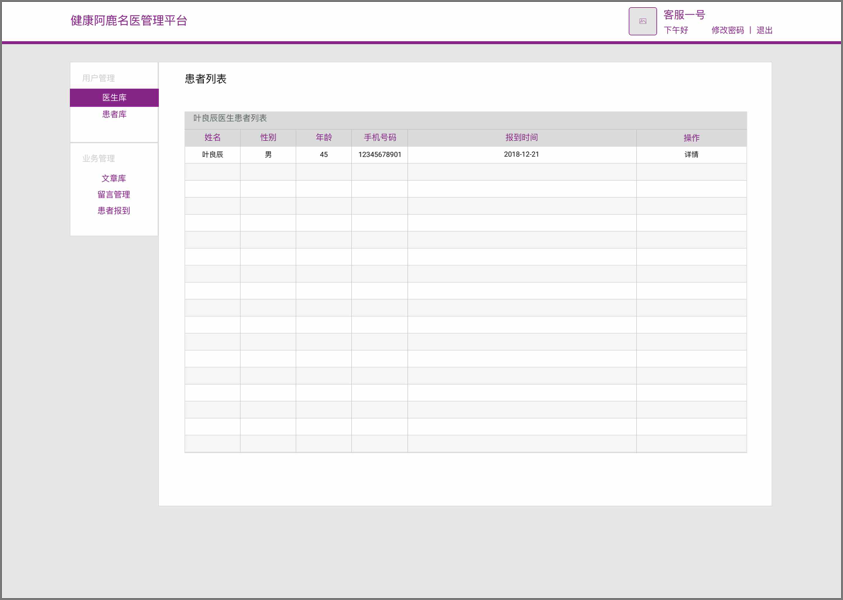 健康阿鹿名医管理平台
客服一号
下午好 修改密码 | 退出
用户管理
医生库
患者库
业务管理
文章库
留言管理
患者报到
患者列表
叶良辰医生患者列表
姓名 性别 年龄 手机号码 报到时间 操作
叶良辰 男 45 12345678901 2018-12-21 详情